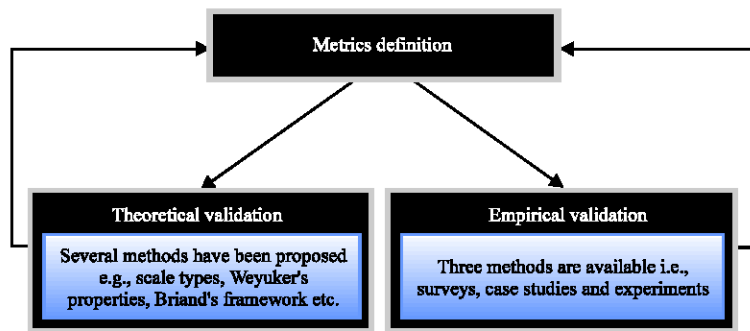 Metrics definition
Theoretical validation
Several methods have been proposed
e.g., scale types, Weyuker's
properties, Briand's framework etc.
Empirical validation
Three methods are available i.e.,
surveys, case studies and experiments